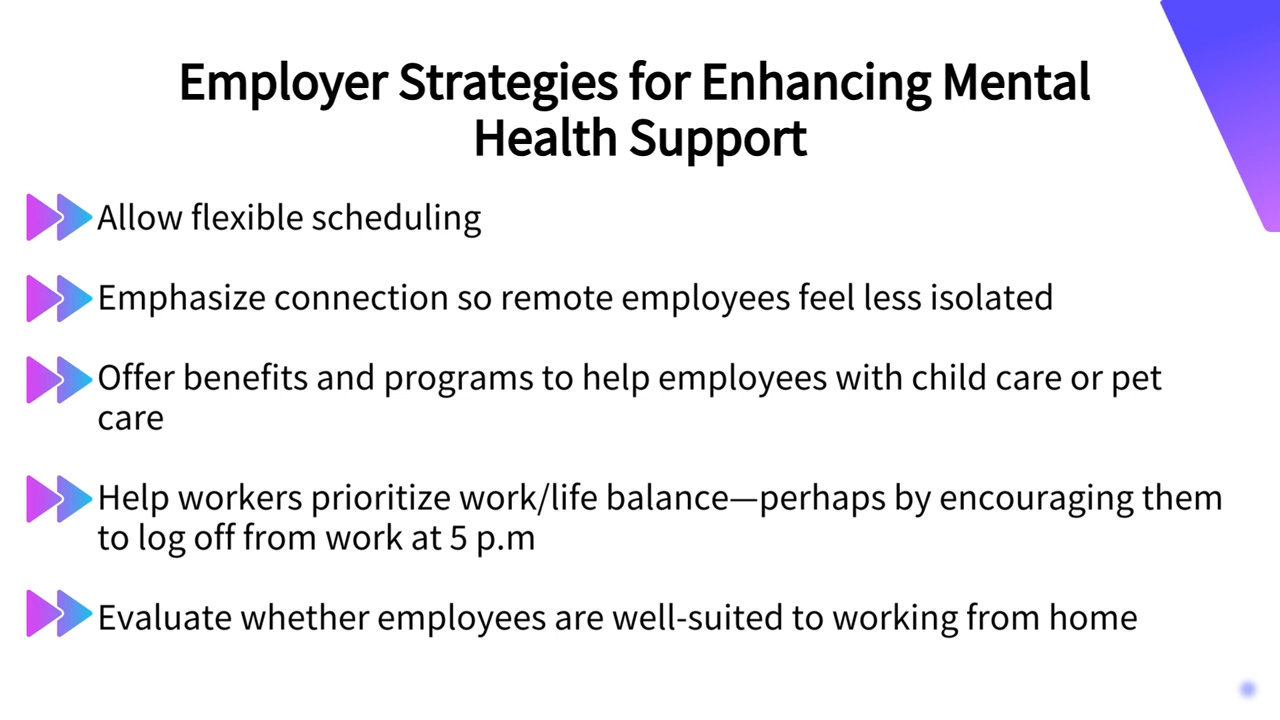 Employer Strategies for Enhancing Mental
Health Support
Allow flexible scheduling
Emphasize connection so remote employees feel less isolated
Offer benefits and programs to help employees with child care or pet
care
Help workers prioritize work/life balance—perhaps by encouraging them
to log off from work at 5 p.m
Evaluate whether employees are well-suited to working from home